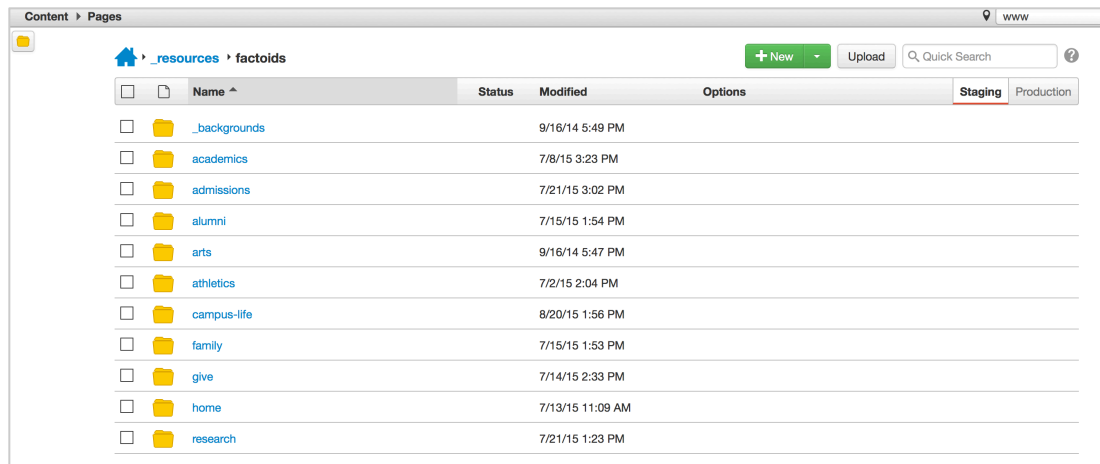 Content Pages www
_resources factoids New Upload Quick Search ?
Name Status Modified Options Staging Production
_backgrounds 9/16/14 5:49 PM
academics 7/8/15 3:23 PM
admissions 7/21/15 3:02 PM
alumni 7/15/15 1:54 PM
arts 9/16/14 5:47 PM
athletics 7/2/15 2:04 PM
campus-life 8/20/15 1:56 PM
family 7/15/15 1:53 PM
give 7/14/15 2:33 PM
home 7/13/15 11:09 AM
research 7/21/15 1:23 PM